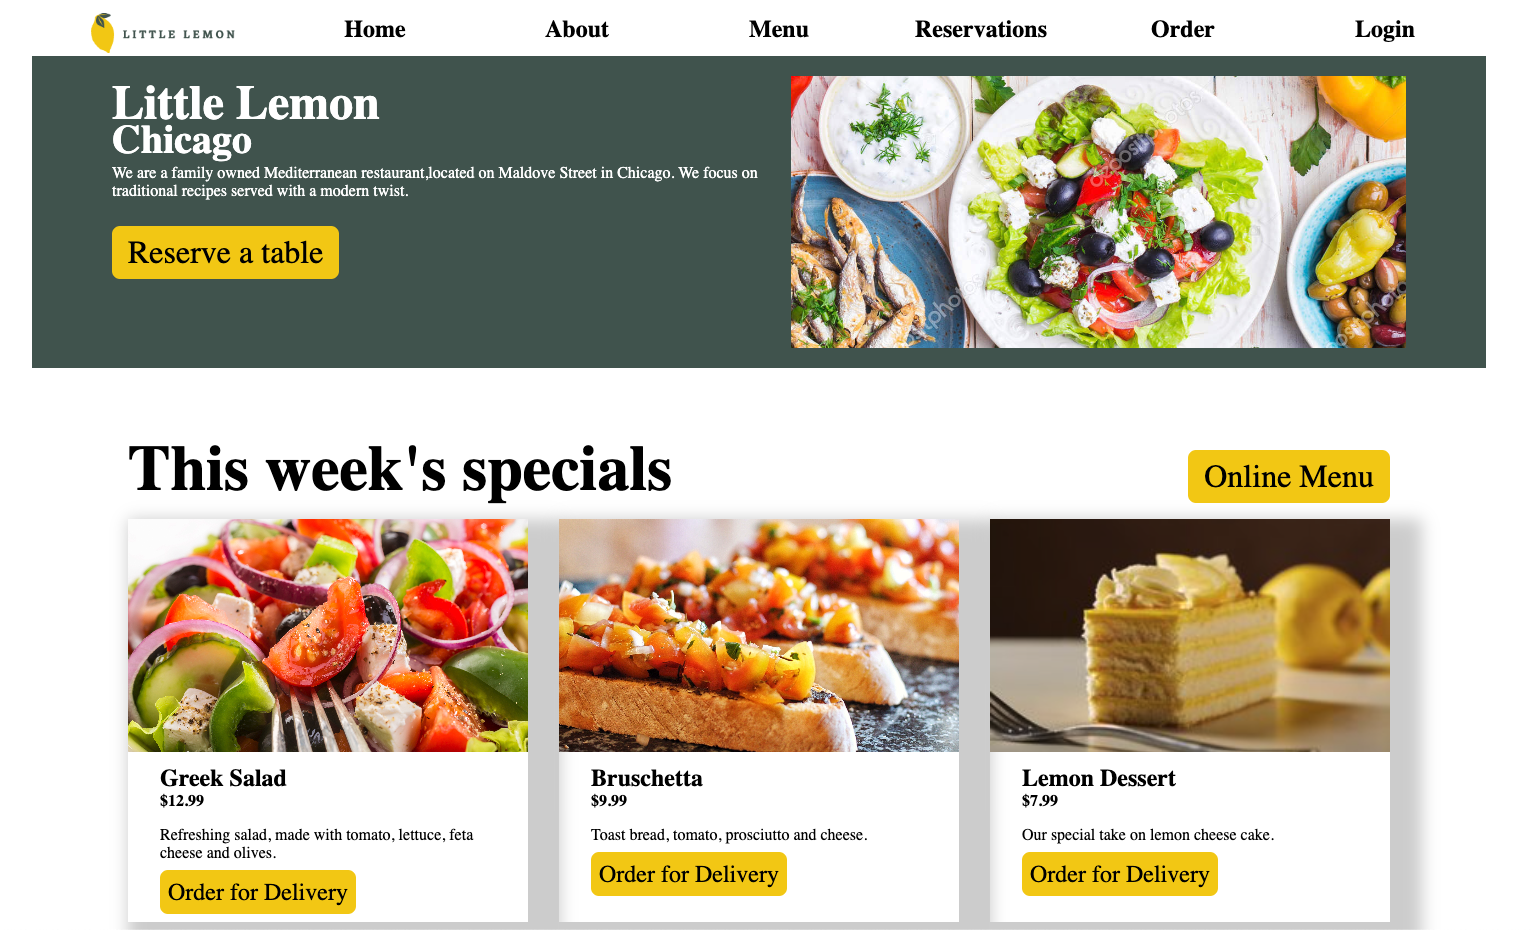 LITTLE LEMON
Home About Menu Reservations Order Login
Little Lemon
Chicago
We are a family owned Mediterranean restaurant,located on Maldove Street in Chicago. We focus on
traditional recipes served with a modern twist.
Reserve a table
depositphotos
This week's specials
Online Menu
Greek Salad
$12.99
Refreshing salad, made with tomato, lettuce, feta
cheese and olives.
Order for Delivery
Bruschetta
$9.99
Toast bread, tomato, prosciutto and cheese.
Order for Delivery
Lemon Dessert
$7.99
Our special take on lemon cheese cake.
Order for Delivery